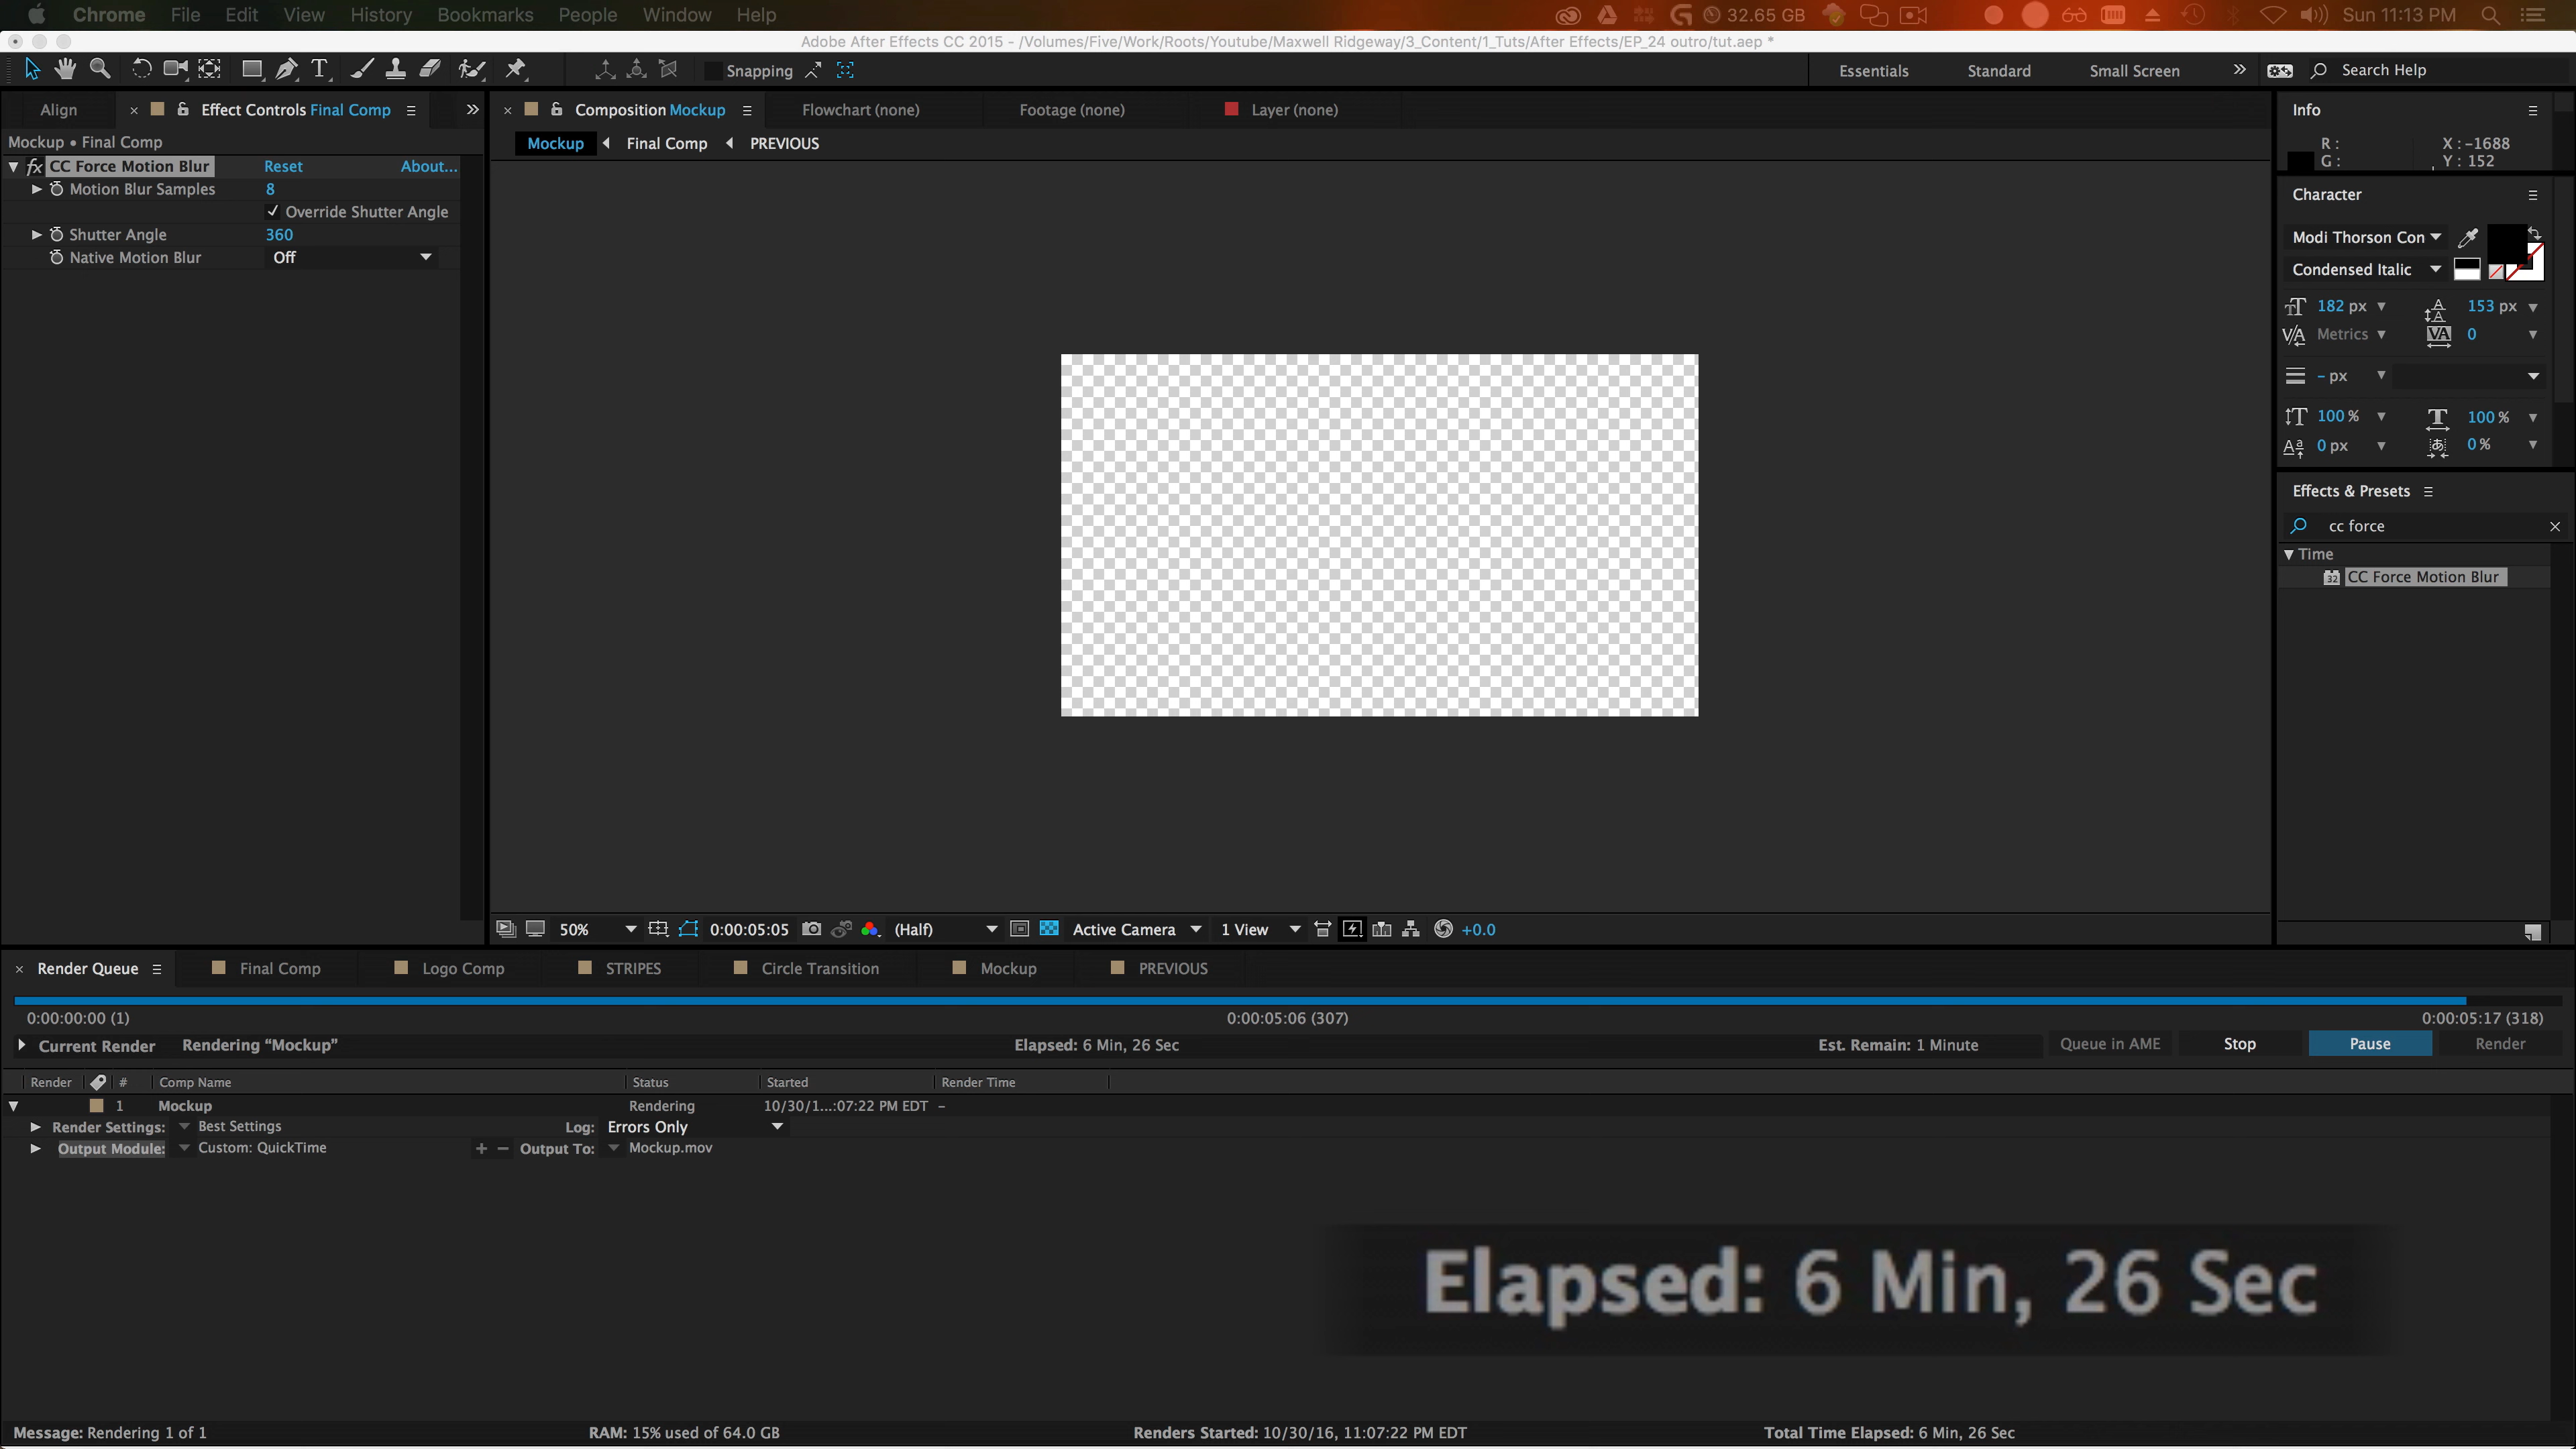 Chrome File Edit View History Bookmarks People Window Help 32.65 GB Sun 11:13 PM
Adobe After Effects CC 2015 - /Volumes/Five/Work/Roots/Youtube/Maxwell Ridgeway/3_Content/1_Tuts/After Effects/EP_24 outro/tut.aep *
Snapping Essentials Standard Small Screen Search Help
Align Effect Controls Final Comp Composition Mockup Flowchart (none) Footage (none) Layer (none) Info
Mockup • Final Comp Mockup Final Comp PREVIOUS R: X: -1688
G: Y: 152
fx CC Force Motion Blur Reset About...
Motion Blur Samples 8
Override Shutter Angle
Shutter Angle 360
Native Motion Blur Off
Character
Modi Thorson Con
Condensed Italic
182 px 153 px
Metrics 0
- px
100% 100%
0 px 0%
Effects & Presets
cc force
Time
32 CC Force Motion Blur
50% 0:00:05:05 (Half) Active Camera 1 View +0.0
Render Queue Final Comp Logo Comp STRIPES Circle Transition Mockup PREVIOUS
0:00:00:00 (1) 0:00:05:06 (307) 0:00:05:17 (318)
Current Render Rendering “Mockup” Elapsed: 6 Min, 26 Sec Est. Remain: 1 Minute Queue in AME Stop Pause Render
Render # Comp Name Status Started Render Time
1 Mockup Rendering 10/30/1...:07:22 PM EDT -
Render Settings: Best Settings Log: Errors Only
Output Module: Custom: QuickTime + - Output To: Mockup.mov
Elapsed: 6 Min, 26 Sec
Message: Rendering 1 of 1 RAM: 15% used of 64.0 GB Renders Started: 10/30/16, 11:07:22 PM EDT Total Time Elapsed: 6 Min, 26 Sec